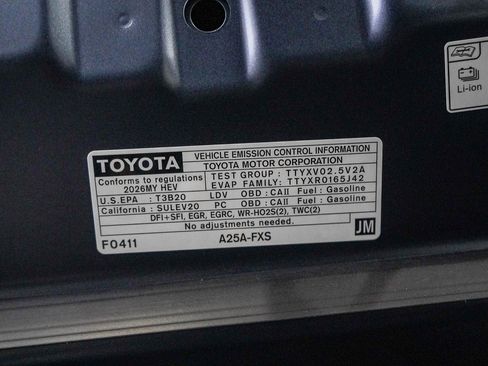 TOYOTA
VEHICLE EMISSION CONTROL INFORMATION
TOYOTA MOTOR CORPORATION
Conforms to regulations
2026MY HEV
TEST GROUP : TTYXV02.5V2A
EVAP FAMILY: TTYXR0165J42
U.S.EPA : T3B20 LDV OBD : CAII Fuel : Gasoline
California : SULEV20 PC OBD : CAII Fuel : Gasoline
DFI+SFI, EGR, EGRC, WR-HO2S(2), TWC(2)
No adjustments needed.
F0411 A25A-FXS JM
Li-ion